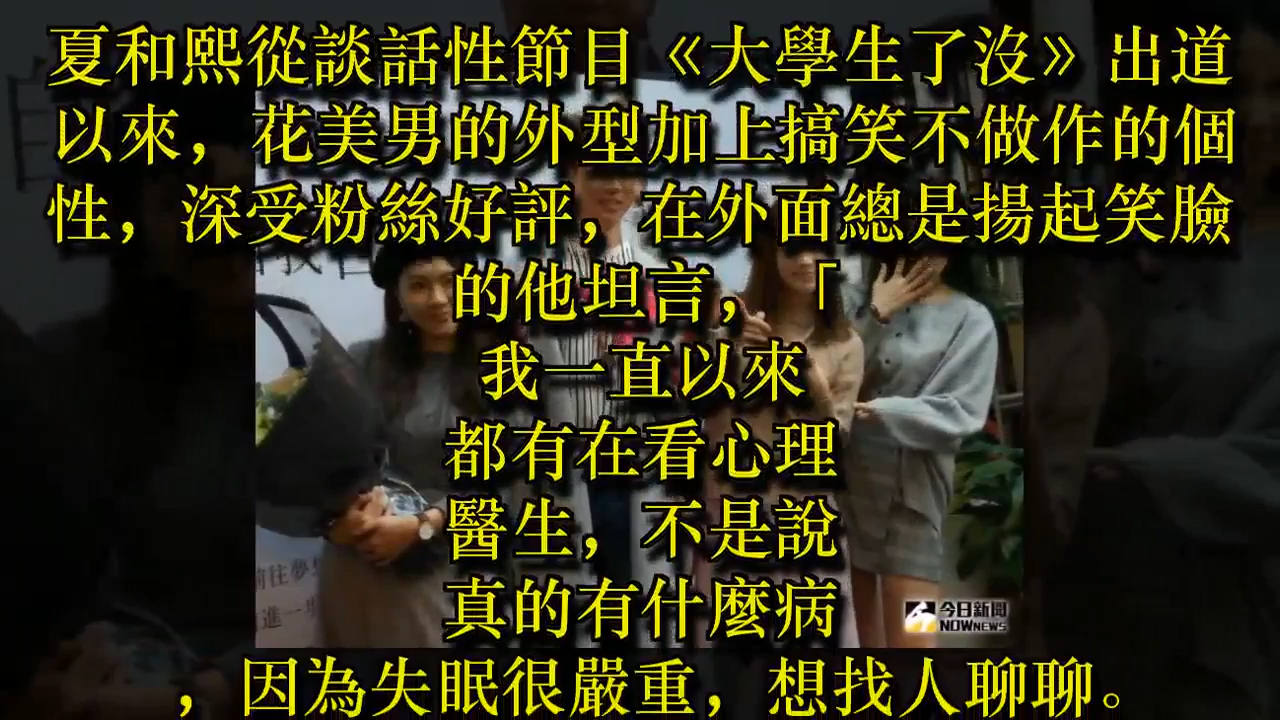 夏和熙從談話性節目《大學生了沒》出道
以來，花美男的外型加上搞笑不做作的個
性，深受粉絲好評，在外面總是揚起笑臉
的他坦言，「
我一直以來
都有在看心理
醫生，不是說
真的有什麼病
，因為失眠很嚴重，想找人聊聊。
今日新聞
NOWNEWS